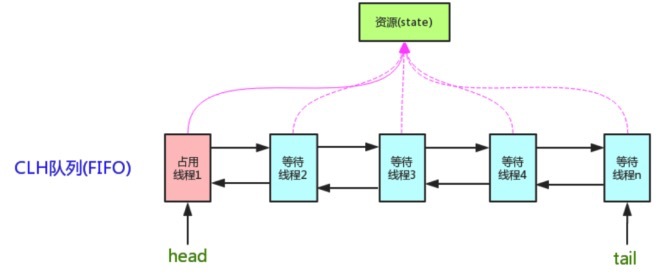 资源(state)
CLH队列(FIFO)
占用
线程1
等待
线程2
等待
线程3
等待
线程4
等待
线程n
head
tail